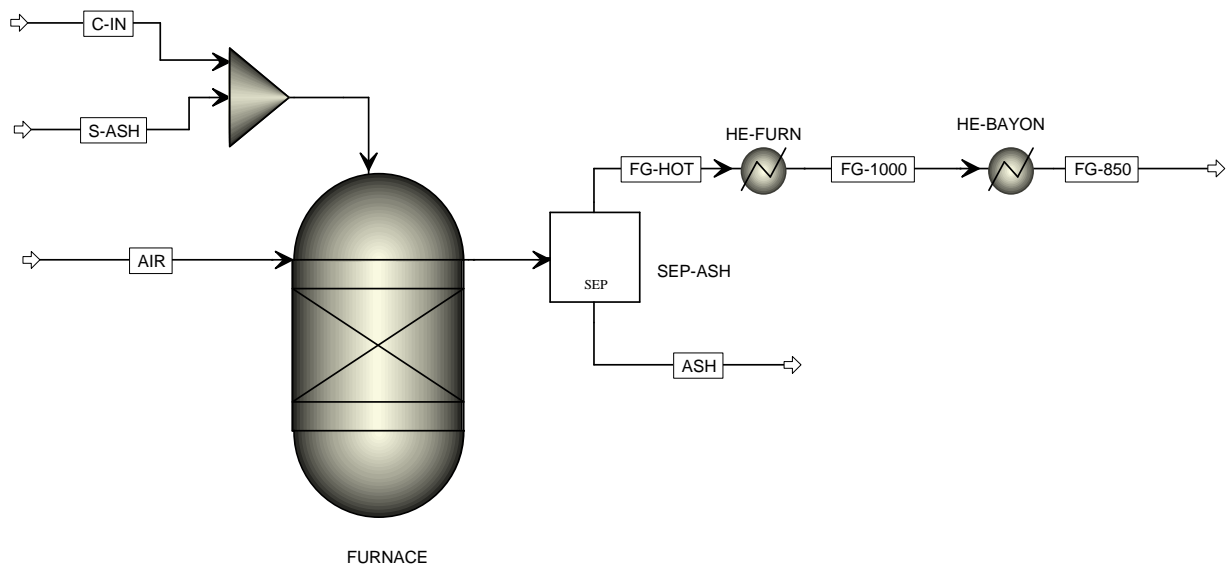 C-IN
S-ASH
HE-FURN
HE-BAYON
FG-HOT
FG-1000
FG-850
AIR
SEP
SEP-ASH
ASH
FURNACE